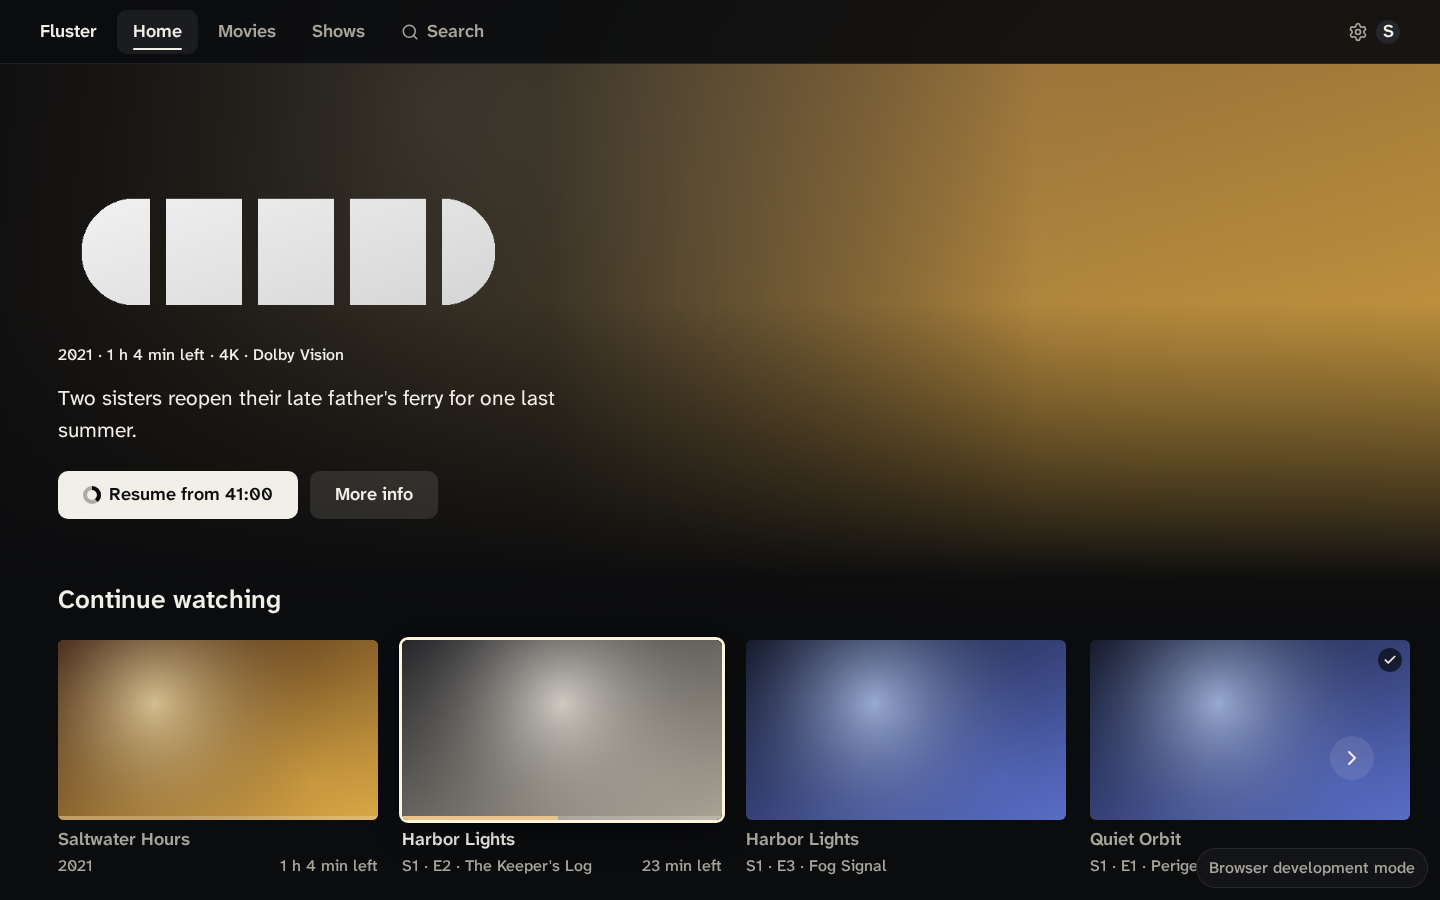 Fluster
Home
Movies
Shows
Search
S
2021 · 1 h 4 min left · 4K · Dolby Vision
Two sisters reopen their late father's ferry for one last
summer.
Resume from 41:00
More info
Continue watching
Saltwater Hours
2021
1 h 4 min left
Harbor Lights
S1 · E2 · The Keeper's Log
23 min left
Harbor Lights
S1 · E3 · Fog Signal
Quiet Orbit
S1 · E1 ·
Browser development mode